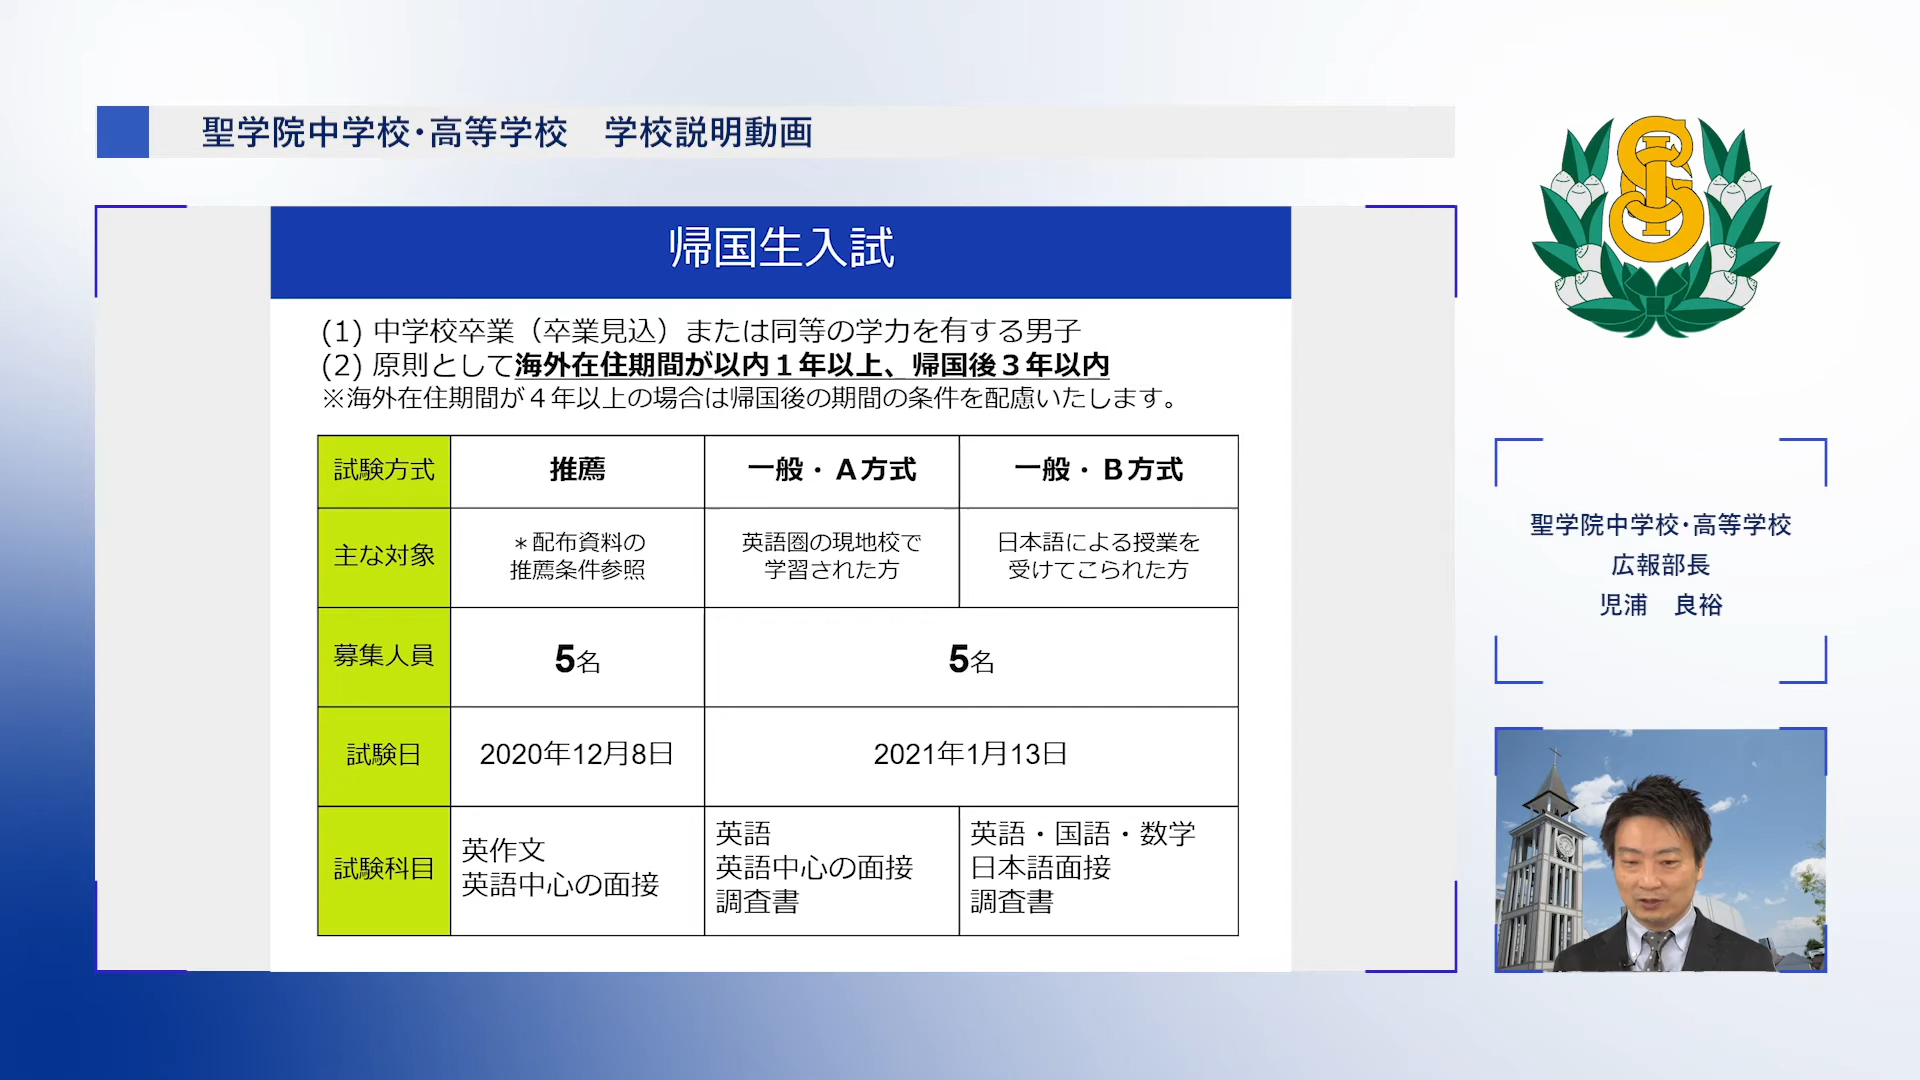 聖学院中学校・高等学校　学校説明動画
帰国生入試
(1) 中学校卒業（卒業見込）または同等の学力を有する男子
(2) 原則として海外在住期間が以内１年以上、帰国後３年以内
※海外在住期間が４年以上の場合は帰国後の期間の条件を配慮いたします。
試験方式
推薦
一般・Ａ方式
一般・Ｂ方式
主な対象
＊配布資料の
推薦条件参照
英語圏の現地校で
学習された方
日本語による授業を
受けてこられた方
募集人員
5名
5名
試験日
2020年12月8日
2021年1月13日
試験科目
英作文
英語中心の面接
英語
英語中心の面接
調査書
英語・国語・数学
日本語面接
調査書
聖学院中学校・高等学校
広報部長
児浦　良裕